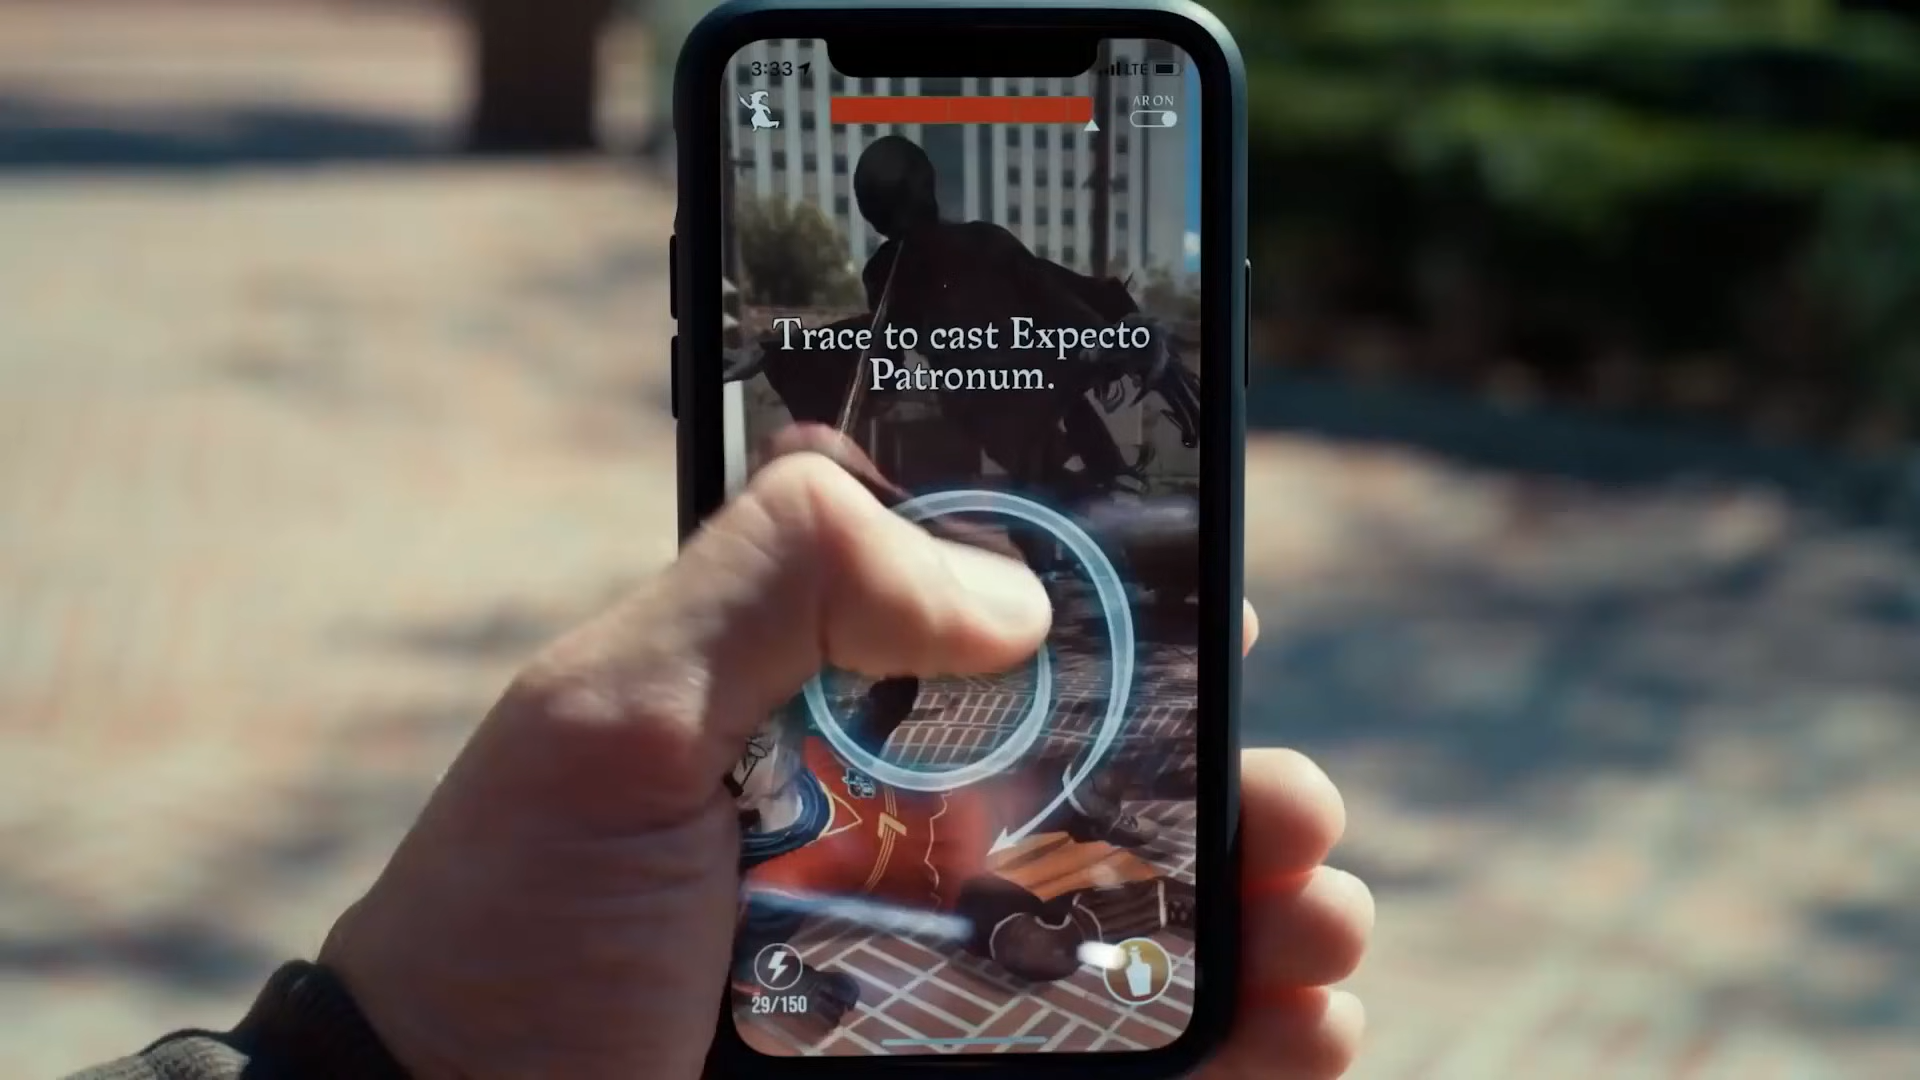 3:33
LTE
AR ON
Trace to cast Expecto
Patronum.
29/150